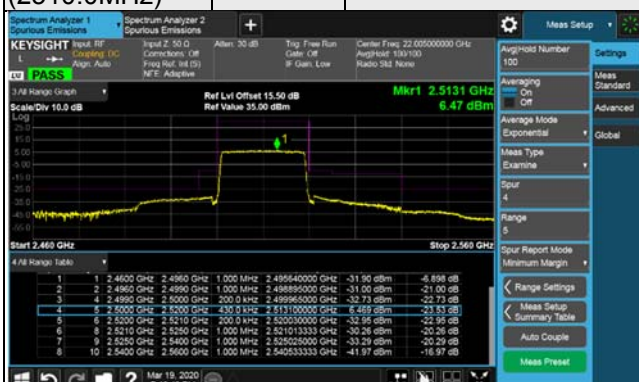 (2510.0MHz)
Spectrum Analyzer 1
Spurious Emissions
Spectrum Analyzer 2
Spurious Emissions
+
Meas Setup
KEYSIGHT
L
PASS
Input: RF
Coupling: DC
Align: Auto
Input Z: 50 Ω
Corrections: Off
Freq Ref: Int (S)
NFE: Adaptive
Atten: 30 dB
Trig: Free Run
Gate: Off
IF Gain: Low
Center Freq: 22.005000000 GHz
Avg|Hold: 100/100
Radio Std: None
3 All Range Graph
Scale/Div 10.0 dB
Ref Lvl Offset 15.50 dB
Ref Value 35.00 dBm
Mkr1 2.5131 GHz
6.47 dBm
Log
25.0
15.0
5.00
-5.00
-15.0
-25.0
-35.0
-45.0
-55.0
1
Start 2.460 GHz
Stop 2.560 GHz
4 All Range Table
1 1 2.4600 GHz 2.4960 GHz 1.000 MHz 2.495640000 GHz -31.90 dBm -6.898 dB
2 2 2.4960 GHz 2.4990 GHz 1.000 MHz 2.498895000 GHz -31.00 dBm -21.00 dB
3 4 2.4990 GHz 2.5000 GHz 200.0 kHz 2.499965000 GHz -32.73 dBm -22.73 dB
4 5 2.5000 GHz 2.5200 GHz 430.0 kHz 2.513100000 GHz 6.469 dBm -23.53 dB
5 6 2.5200 GHz 2.5210 GHz 200.0 kHz 2.520030000 GHz -32.95 dBm -22.95 dB
6 8 2.5210 GHz 2.5250 GHz 1.000 MHz 2.521013333 GHz -30.26 dBm -20.26 dB
7 9 2.5250 GHz 2.5400 GHz 1.000 MHz 2.525025000 GHz -33.29 dBm -20.29 dB
8 10 2.5400 GHz 2.5600 GHz 1.000 MHz 2.540533333 GHz -41.97 dBm -16.97 dB
Mar 19, 2020
Avg|Hold Number
100
Averaging
On
Off
Average Mode
Exponential
Meas Type
Examine
Spur
4
Range
5
Spur Report Mode
Minimum Margin
Range Settings
Meas Setup
Summary Table
Auto Couple
Meas Preset
Settings
Meas
Standard
Advanced
Global